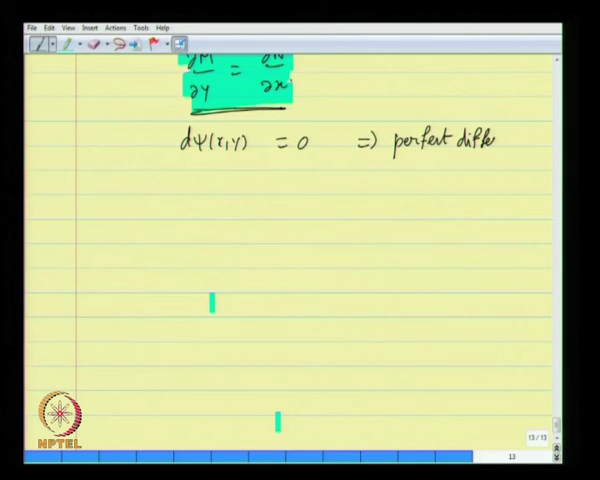 File Edit View Insert Actions Tools Help
∂M/∂y = ∂N/∂x
dψ(x,y) = 0 => perfect diffe
NPTEL
13 / 13
13